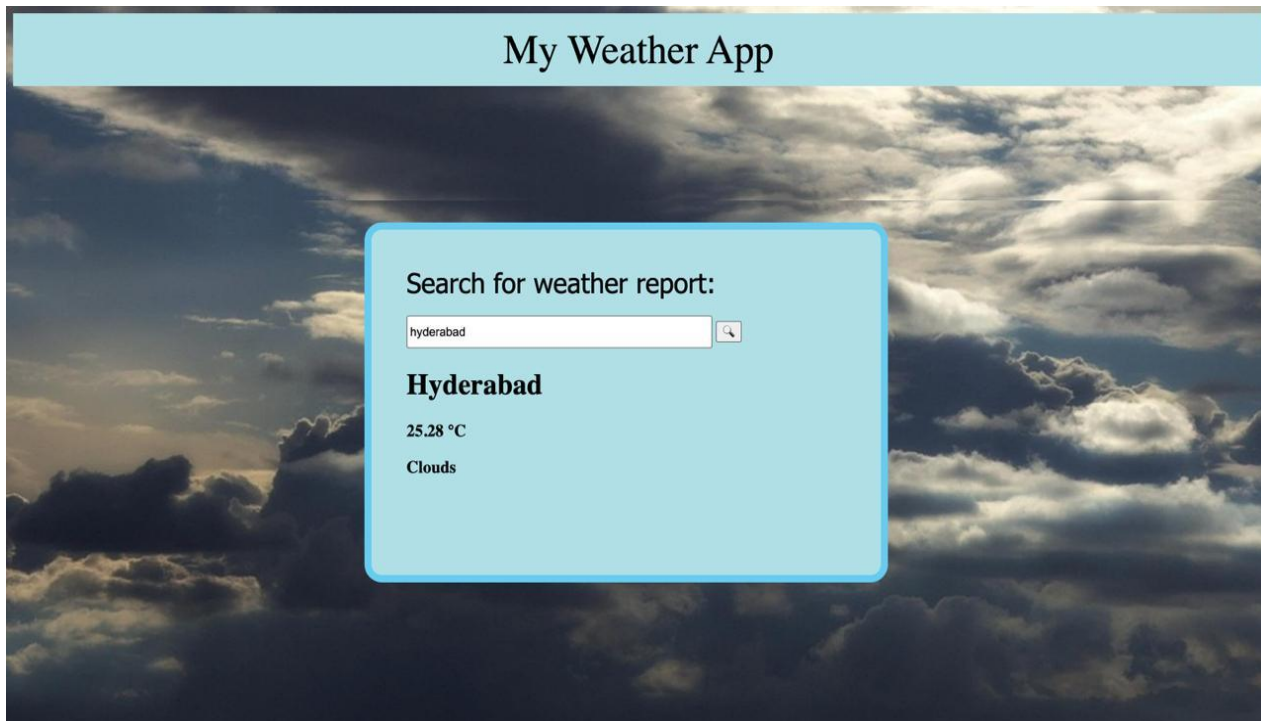 My Weather App
Search for weather report:
hyderabad
Hyderabad
25.28 °C
Clouds